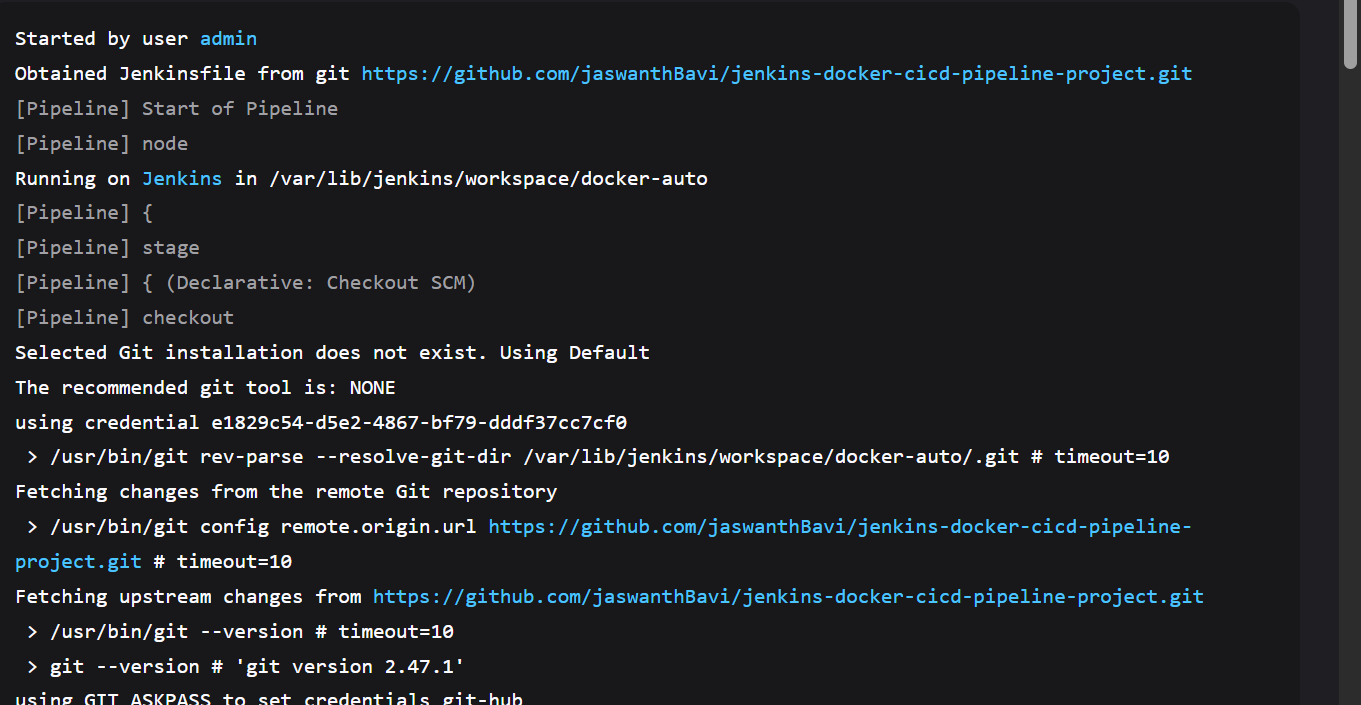 Started by user admin
Obtained Jenkinsfile from git https://github.com/jaswanthBavi/jenkins-docker-cicd-pipeline-project.git
[Pipeline] Start of Pipeline
[Pipeline] node
Running on Jenkins in /var/lib/jenkins/workspace/docker-auto
[Pipeline] {
[Pipeline] stage
[Pipeline] { (Declarative: Checkout SCM)
[Pipeline] checkout
Selected Git installation does not exist. Using Default
The recommended git tool is: NONE
using credential e1829c54-d5e2-4867-bf79-dddf37cc7cf0
 > /usr/bin/git rev-parse --resolve-git-dir /var/lib/jenkins/workspace/docker-auto/.git # timeout=10
Fetching changes from the remote Git repository
 > /usr/bin/git config remote.origin.url https://github.com/jaswanthBavi/jenkins-docker-cicd-pipeline-
project.git # timeout=10
Fetching upstream changes from https://github.com/jaswanthBavi/jenkins-docker-cicd-pipeline-project.git
 > /usr/bin/git --version # timeout=10
 > git --version # 'git version 2.47.1'
using GIT_ASKPASS to set credentials git-hub